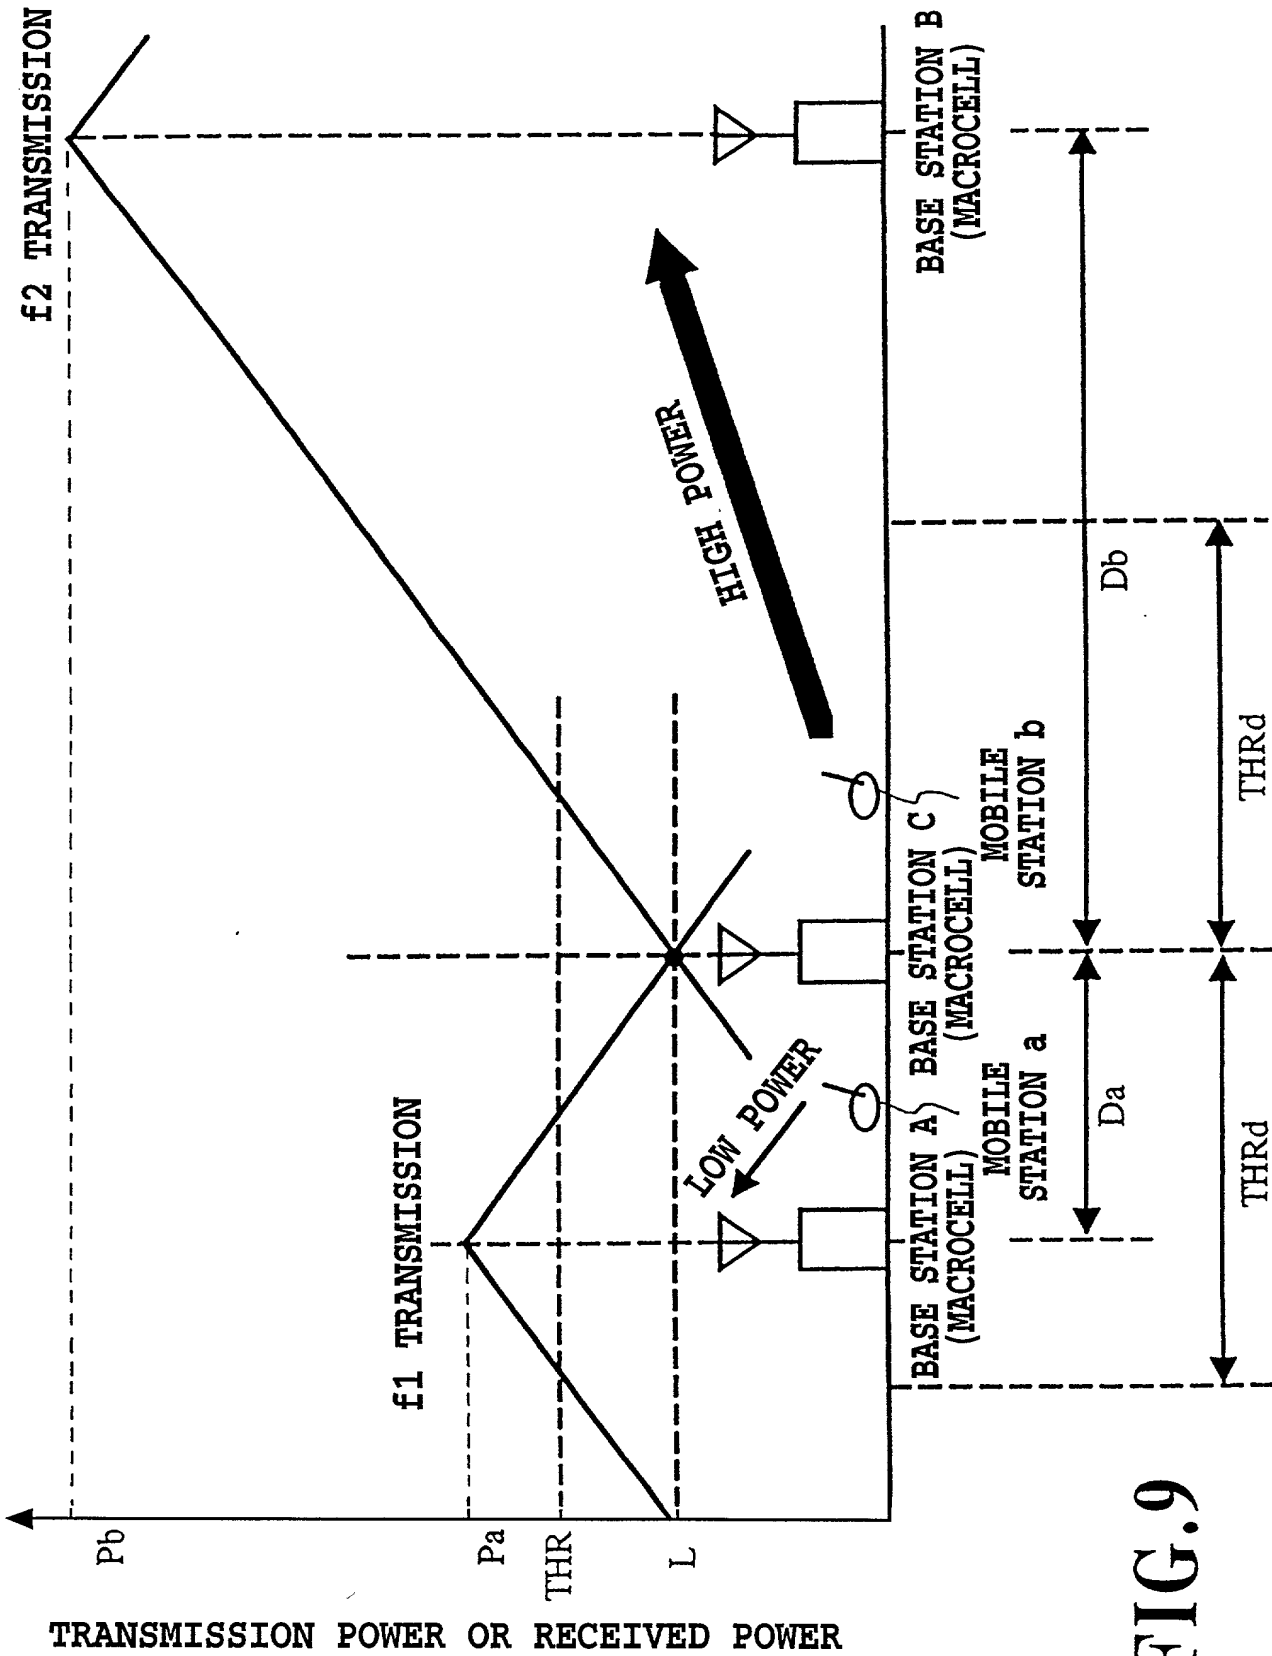 TRANSMISSION POWER OR RECEIVED POWER
Pb
Pa
THR
L
f1 TRANSMISSION
f2 TRANSMISSION
LOW POWER
HIGH POWER
BASE STATION A
(MACROCELL)
MOBILE
STATION a
BASE STATION C
(MACROCELL)
MOBILE
STATION b
BASE STATION B
(MACROCELL)
Da
Db
THRd
THRd
FIG.9